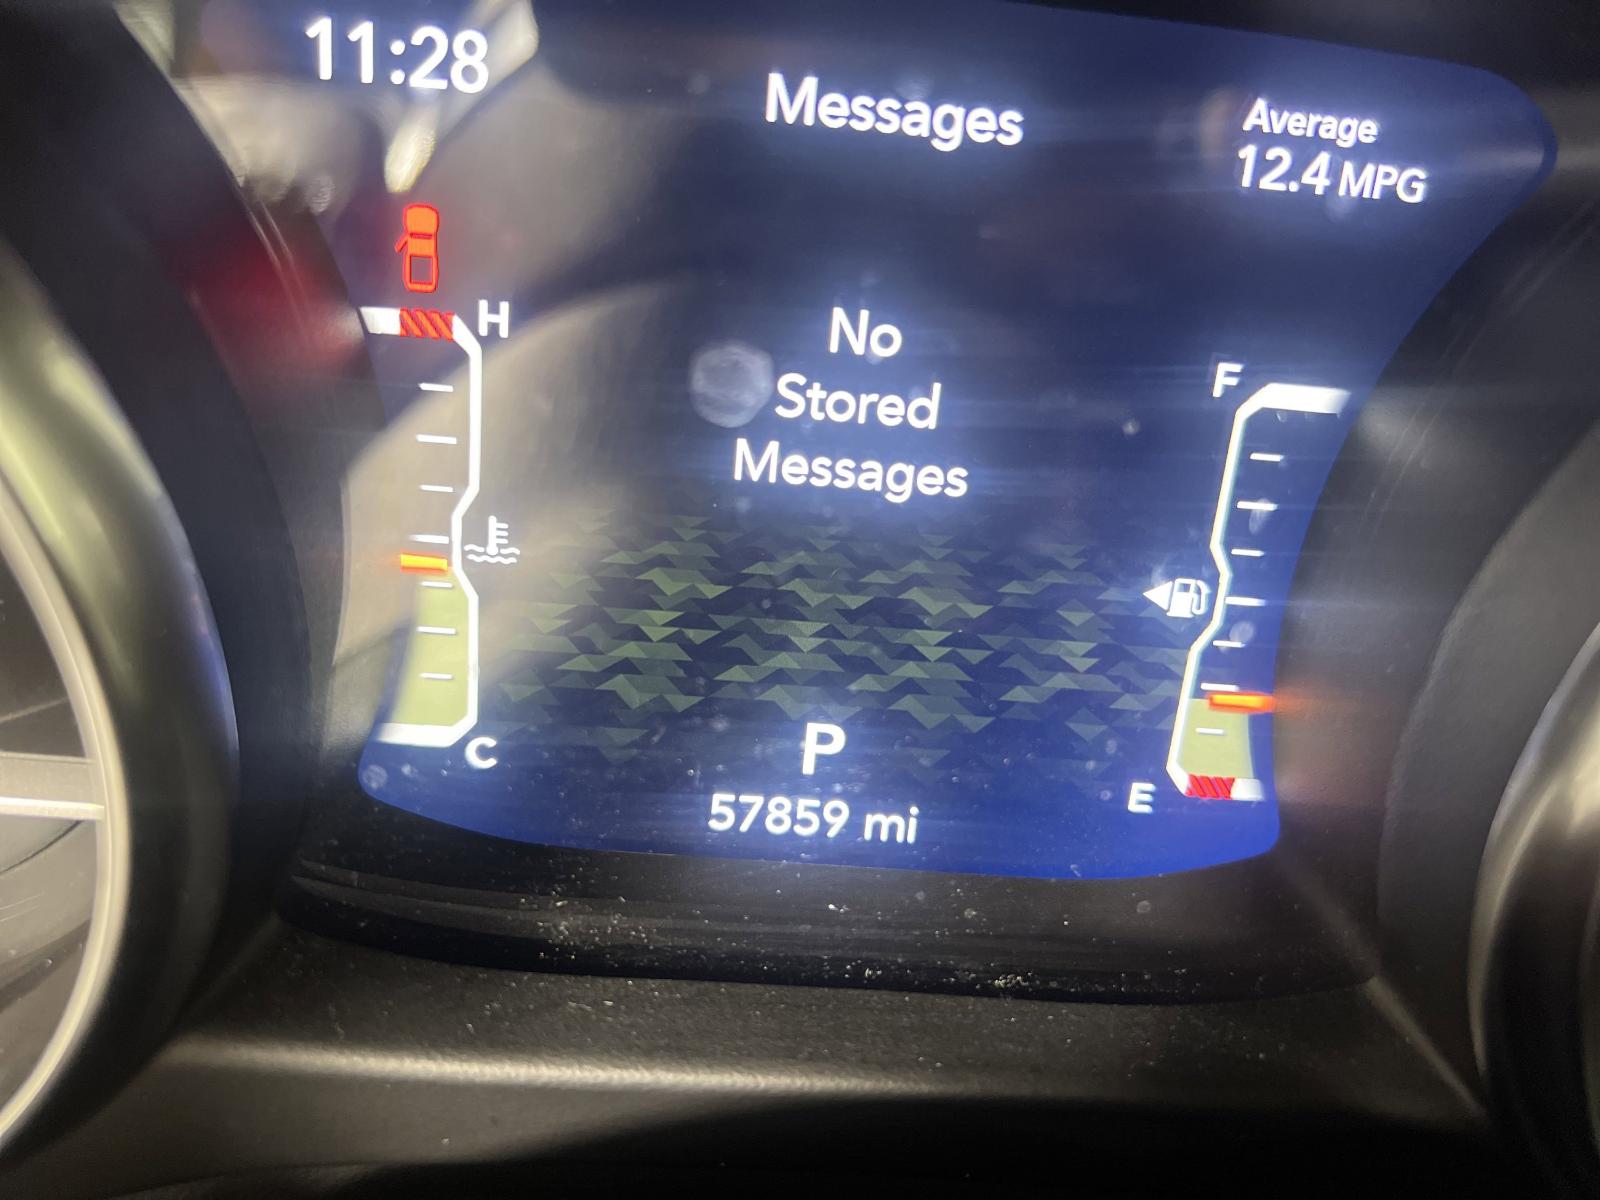 11:28
Messages
Average
12.4 MPG
H
No
Stored
Messages
F
C
P
E
57859 mi